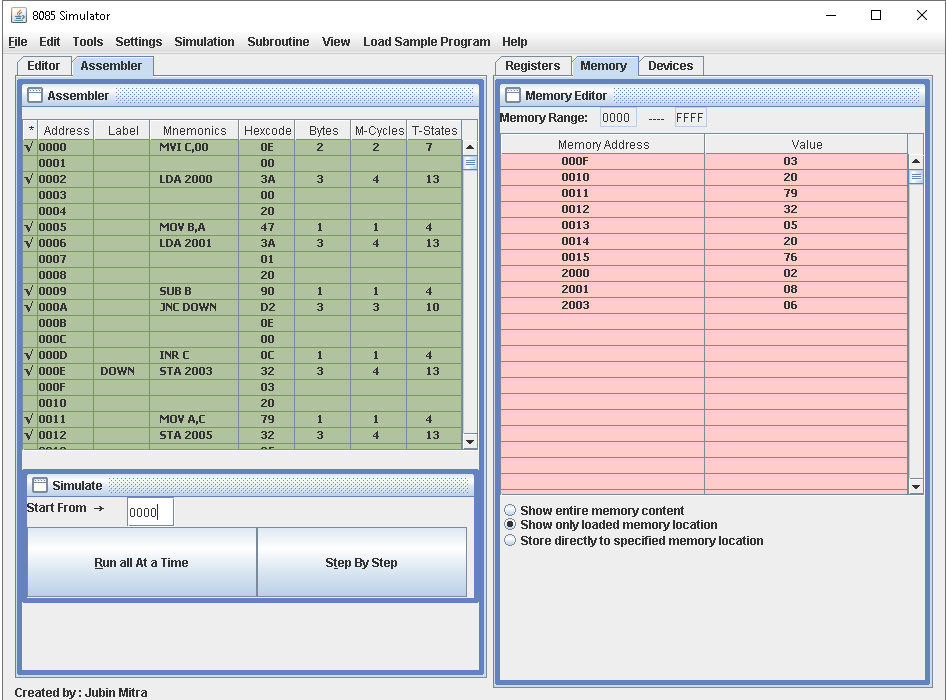 8085 Simulator
File Edit Tools Settings Simulation Subroutine View Load Sample Program Help
Editor Assembler
Assembler
* Address Label Mnemonics Hexcode Bytes M-Cycles T-States
√ 0000 MVI C,00 0E 2 2 7
0001 00
√ 0002 LDA 2000 3A 3 4 13
0003 00
0004 20
√ 0005 MOV B,A 47 1 1 4
√ 0006 LDA 2001 3A 3 4 13
0007 01
0008 20
√ 0009 SUB B 90 1 1 4
√ 000A JNC DOWN D2 3 3 10
000B 0E
000C 00
√ 000D INR C 0C 1 1 4
√ 000E DOWN STA 2003 32 3 4 13
000F 03
0010 20
√ 0011 MOV A,C 79 1 1 4
√ 0012 STA 2005 32 3 4 13
Simulate
Start From → 0000
Run all At a Time Step By Step
Created by : Jubin Mitra
Registers Memory Devices
Memory Editor
Memory Range: 0000 ---- FFFF
Memory Address Value
000F 03
0010 20
0011 79
0012 32
0013 05
0014 20
0015 76
2000 02
2001 08
2003 06
Show entire memory content
Show only loaded memory location
Store directly to specified memory location